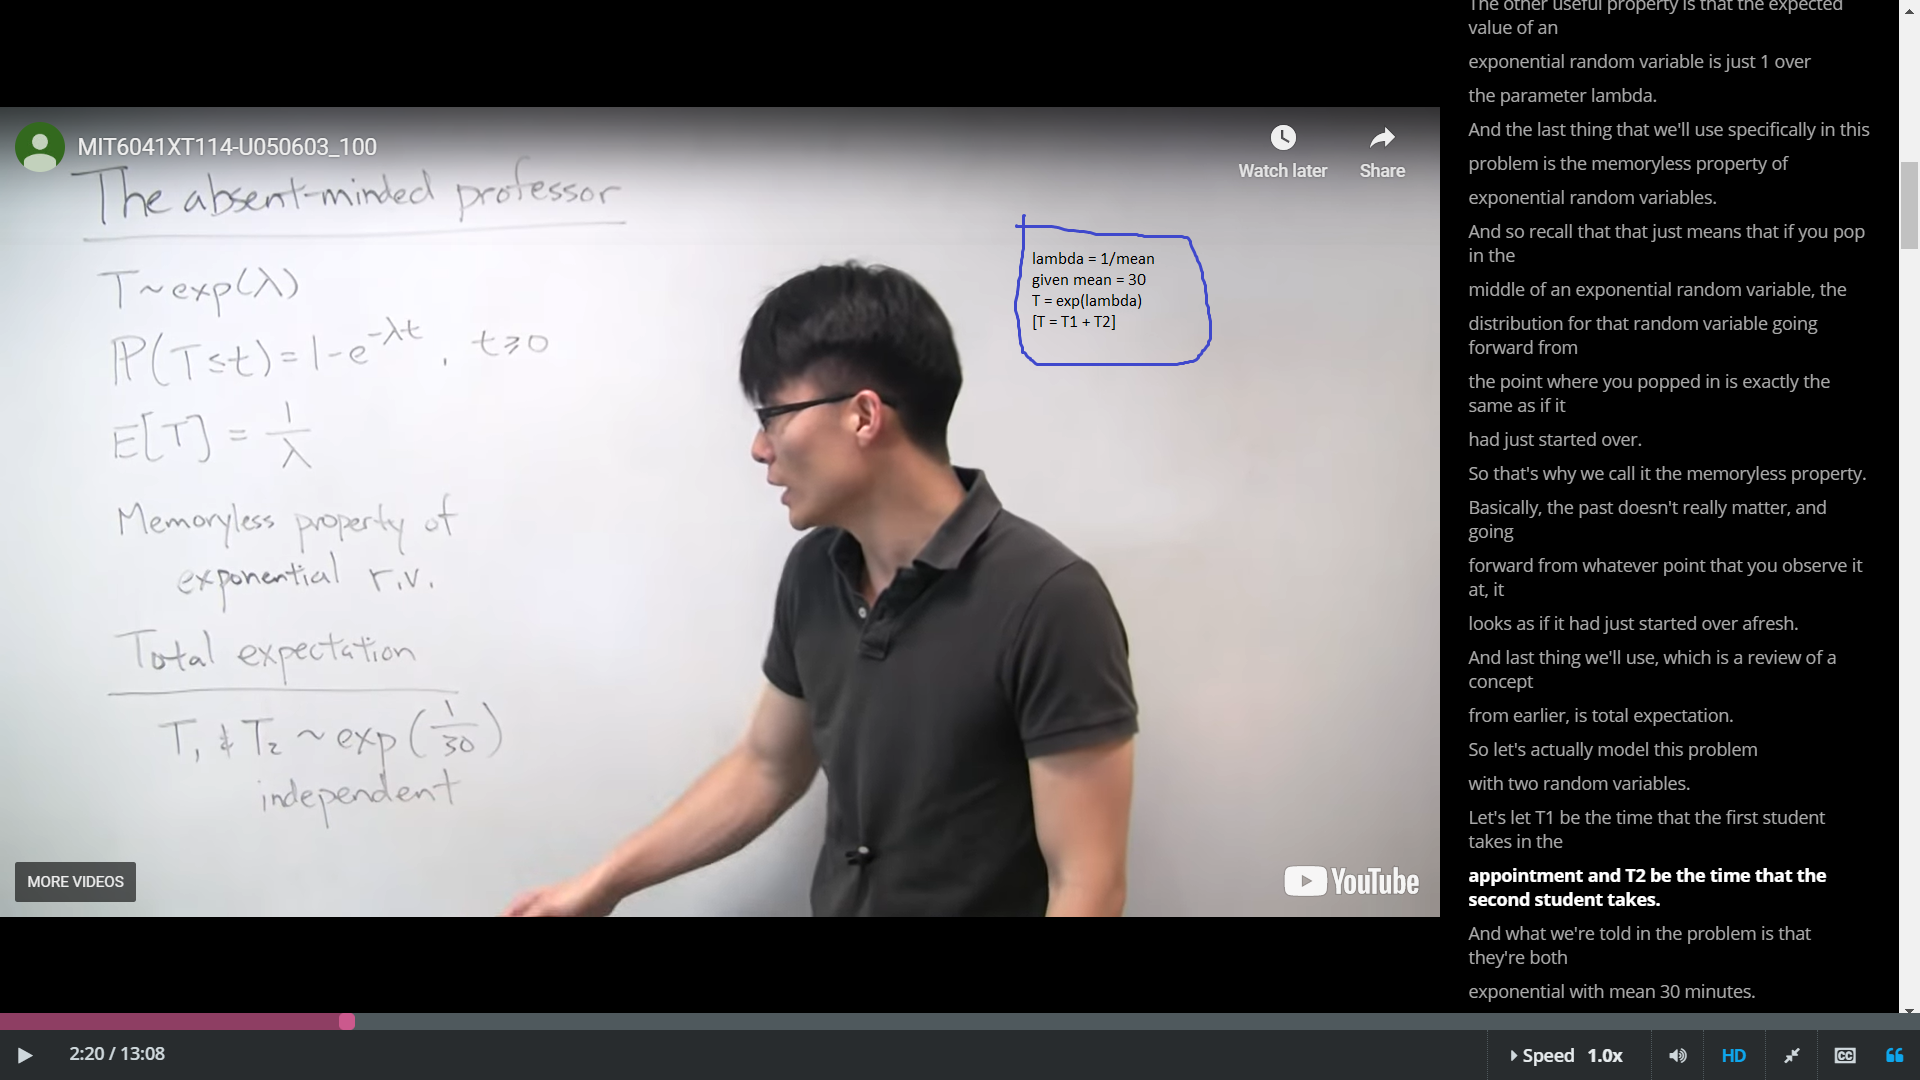 MIT6041XT114-U050603_100
Watch later
Share
The absent-minded professor
T~exp(λ)
P(T≤t)=1-e^-λt, t≥0
E[T] = 1/λ
Memoryless property of
exponential r.v.
Total expectation
T₁ & T₂ ~ exp(1/30)
independent
lambda = 1/mean
given mean = 30
T = exp(lambda)
[T = T1 + T2]
MORE VIDEOS
YouTube
The other useful property is that the expected
value of an
exponential random variable is just 1 over
the parameter lambda.
And the last thing that we'll use specifically in this
problem is the memoryless property of
exponential random variables.
And so recall that that just means that if you pop
in the
middle of an exponential random variable, the
distribution for that random variable going
forward from
the point where you popped in is exactly the
same as if it
had just started over.
So that's why we call it the memoryless property.
Basically, the past doesn't really matter, and
going
forward from whatever point that you observe it
at, it
looks as if it had just started over afresh.
And last thing we'll use, which is a review of a
concept
from earlier, is total expectation.
So let's actually model this problem
with two random variables.
Let's let T1 be the time that the first student
takes in the
appointment and T2 be the time that the
second student takes.
And what we're told in the problem is that
they're both
exponential with mean 30 minutes.
2:20 / 13:08
Speed 1.0x
HD
CC